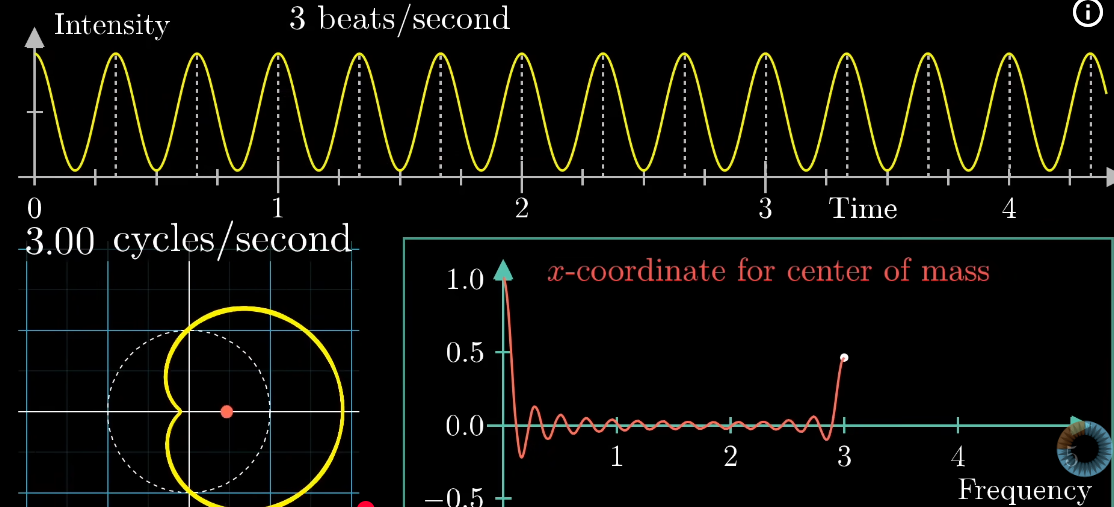 Intensity
3 beats/second
0 1 2 3 Time 4
3.00 cycles/second
x-coordinate for center of mass
1.0
0.5
0.0
1 2 3 4 5
Frequency
−0.5